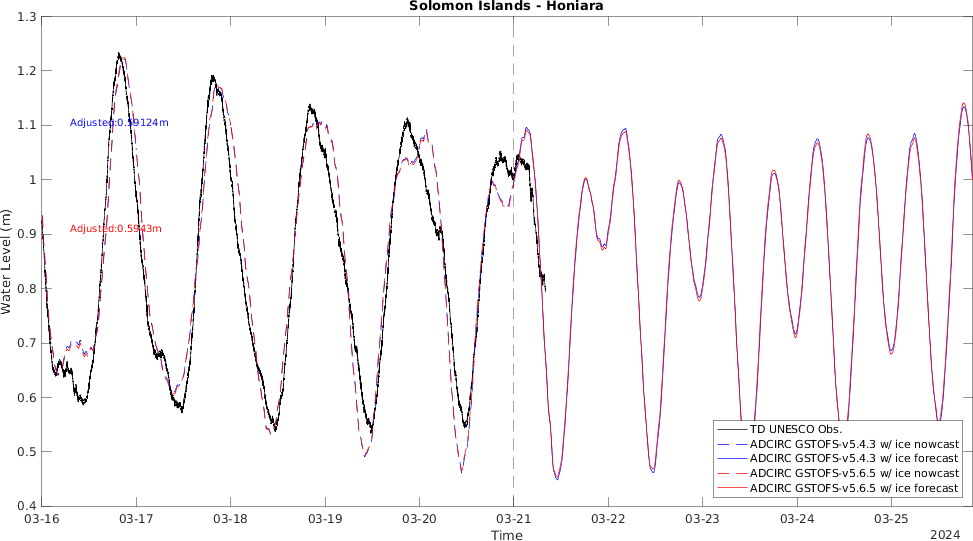 Solomon Islands - Honiara
1.3
1.2
1.1
1
0.9
0.8
0.7
0.6
0.5
0.4
Water Level (m)
Adjusted:0.59124m
Adjusted:0.5943m
TD UNESCO Obs.
ADCIRC GSTOFS-v5.4.3 w/ ice nowcast
ADCIRC GSTOFS-v5.4.3 w/ ice forecast
ADCIRC GSTOFS-v5.6.5 w/ ice nowcast
ADCIRC GSTOFS-v5.6.5 w/ ice forecast
03-16 03-17 03-18 03-19 03-20 03-21 03-22 03-23 03-24 03-25
Time
2024